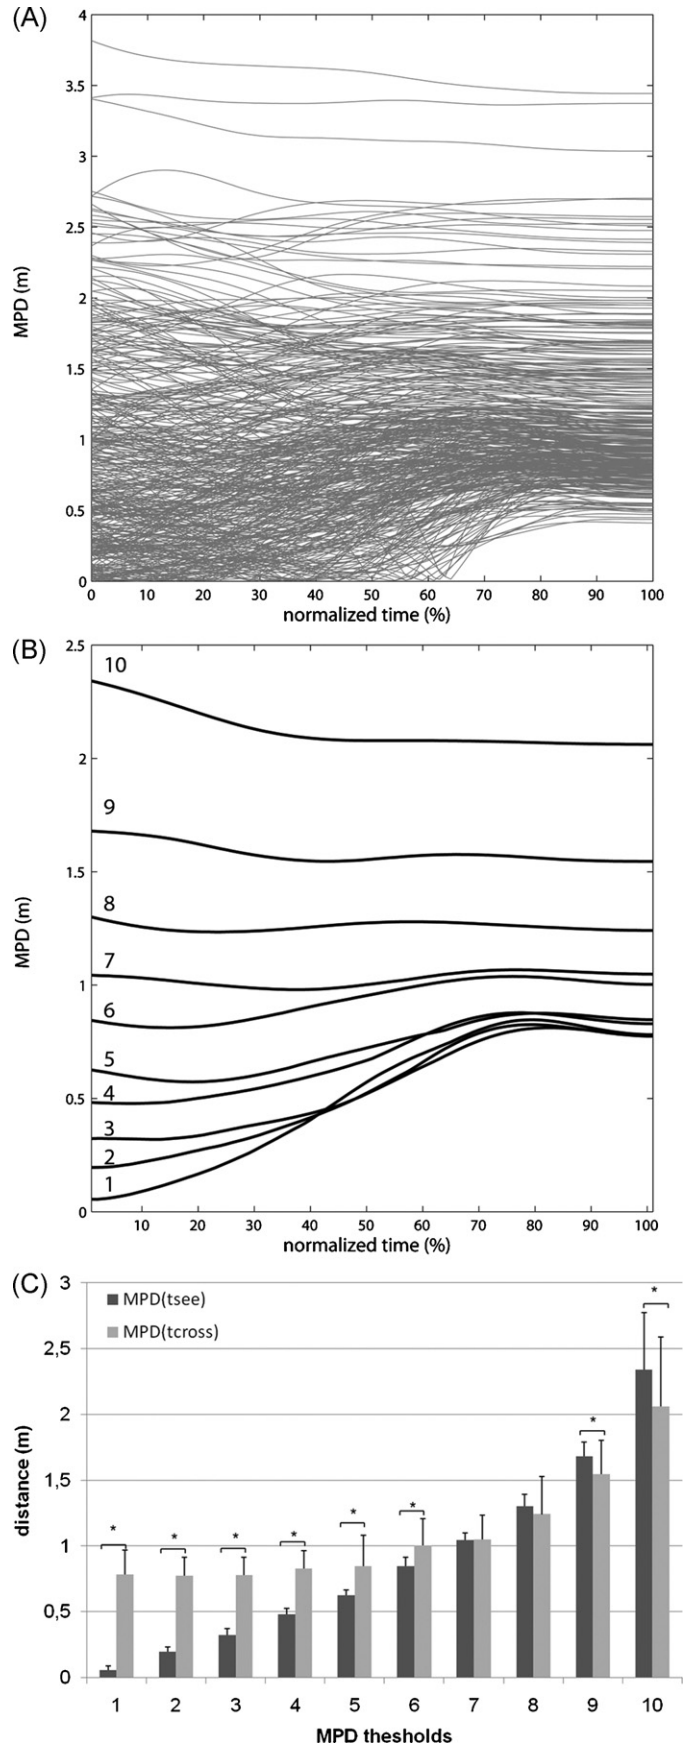 (A)
4
3.5
3
2.5
2
1.5
1
0.5
0
MPD (m)
0 10 20 30 40 50 60 70 80 90 100
normalized time (%)
(B)
2.5
2
1.5
1
0.5
0
MPD (m)
10
9
8
7
6
5
4
3
2
1
10 20 30 40 50 60 70 80 90 100
normalized time (%)
(C)
3
2,5
2
1,5
1
0,5
0
distance (m)
MPD(tsee)
MPD(tcross)
* * * * * * * *
1 2 3 4 5 6 7 8 9 10
MPD thesholds